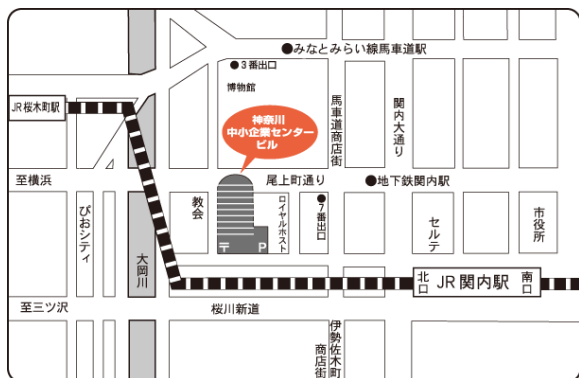 ●みなとみらい線馬車道駅
●3番出口
博物館
JR桜木町駅
神奈川
中小企業センター
ビル
馬車道商店街
関内大通り
至横浜
尾上町通り
●地下鉄関内駅
ぴおシティ
大岡川
教会
〒
P
ロイヤルホスト
●7番出口
セルテ
市役所
北口
JR関内駅
南口
至三ツ沢
桜川新道
伊勢佐木町
商店街